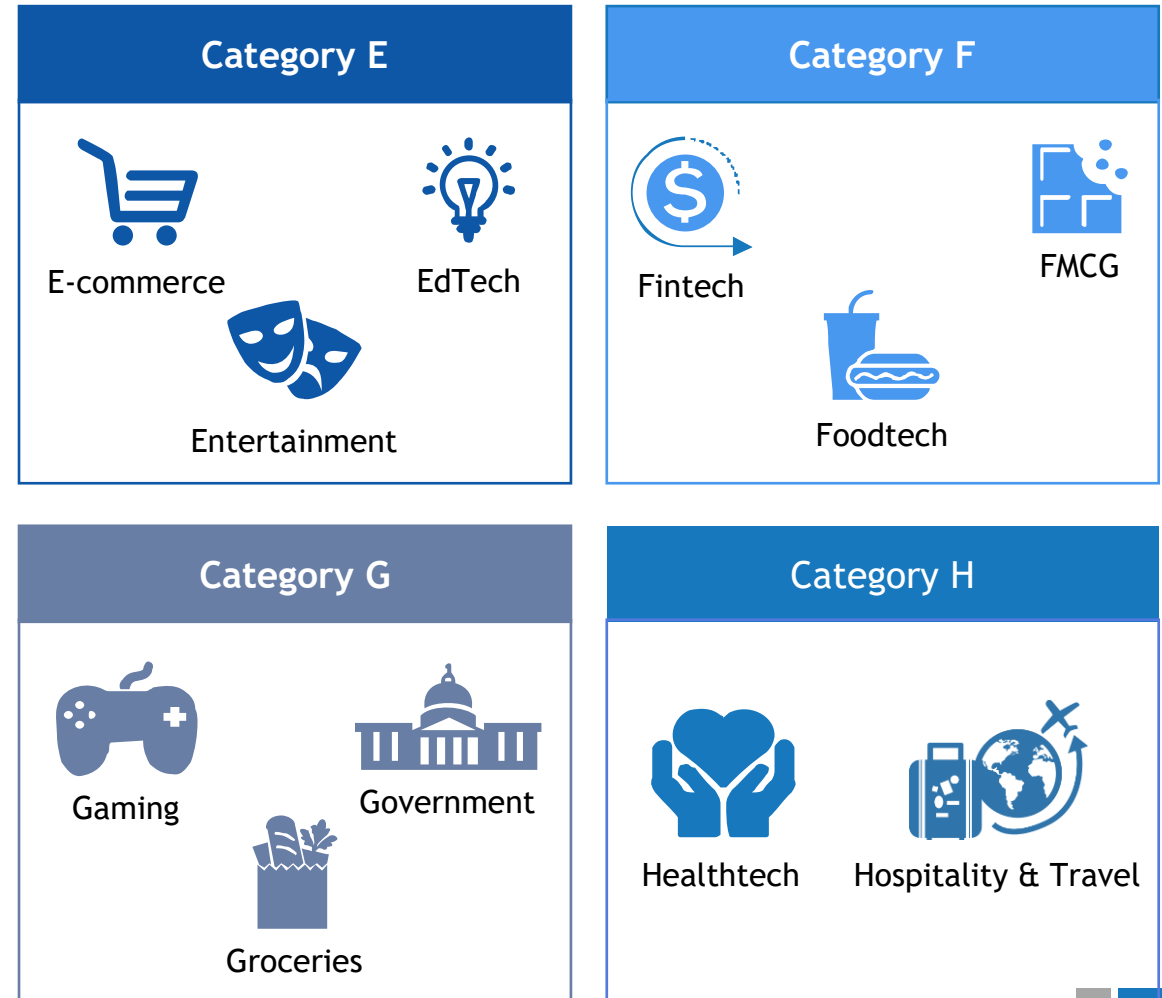 Category E
E-commerce
EdTech
Entertainment
Category F
Fintech
FMCG
Foodtech
Category G
Gaming
Government
Groceries
Category H
Healthtech
Hospitality & Travel